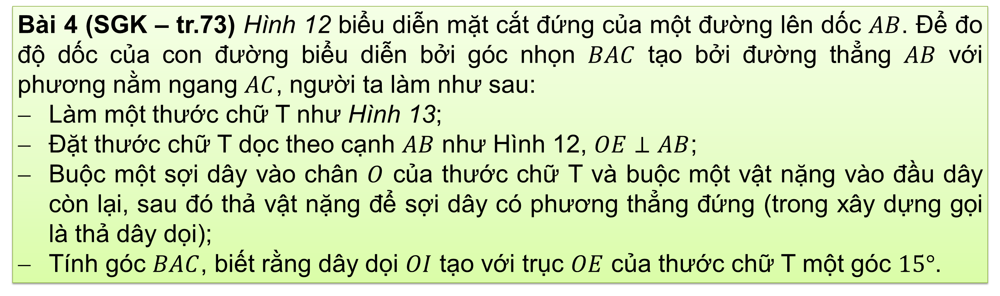 Bài 4 (SGK – tr.73) Hình 12 biểu diễn mặt cắt đứng của một đường lên dốc AB. Để đo
độ dốc của con đường biểu diễn bởi góc nhọn BAC tạo bởi đường thẳng AB với
phương nằm ngang AC, người ta làm như sau:
– Làm một thước chữ T như Hình 13;
– Đặt thước chữ T dọc theo cạnh AB như Hình 12, OE ⊥ AB;
– Buộc một sợi dây vào chân O của thước chữ T và buộc một vật nặng vào đầu dây
còn lại, sau đó thả vật nặng để sợi dây có phương thẳng đứng (trong xây dựng gọi
là thả dây dọi);
– Tính góc BAC, biết rằng dây dọi OI tạo với trục OE của thước chữ T một góc 15°.